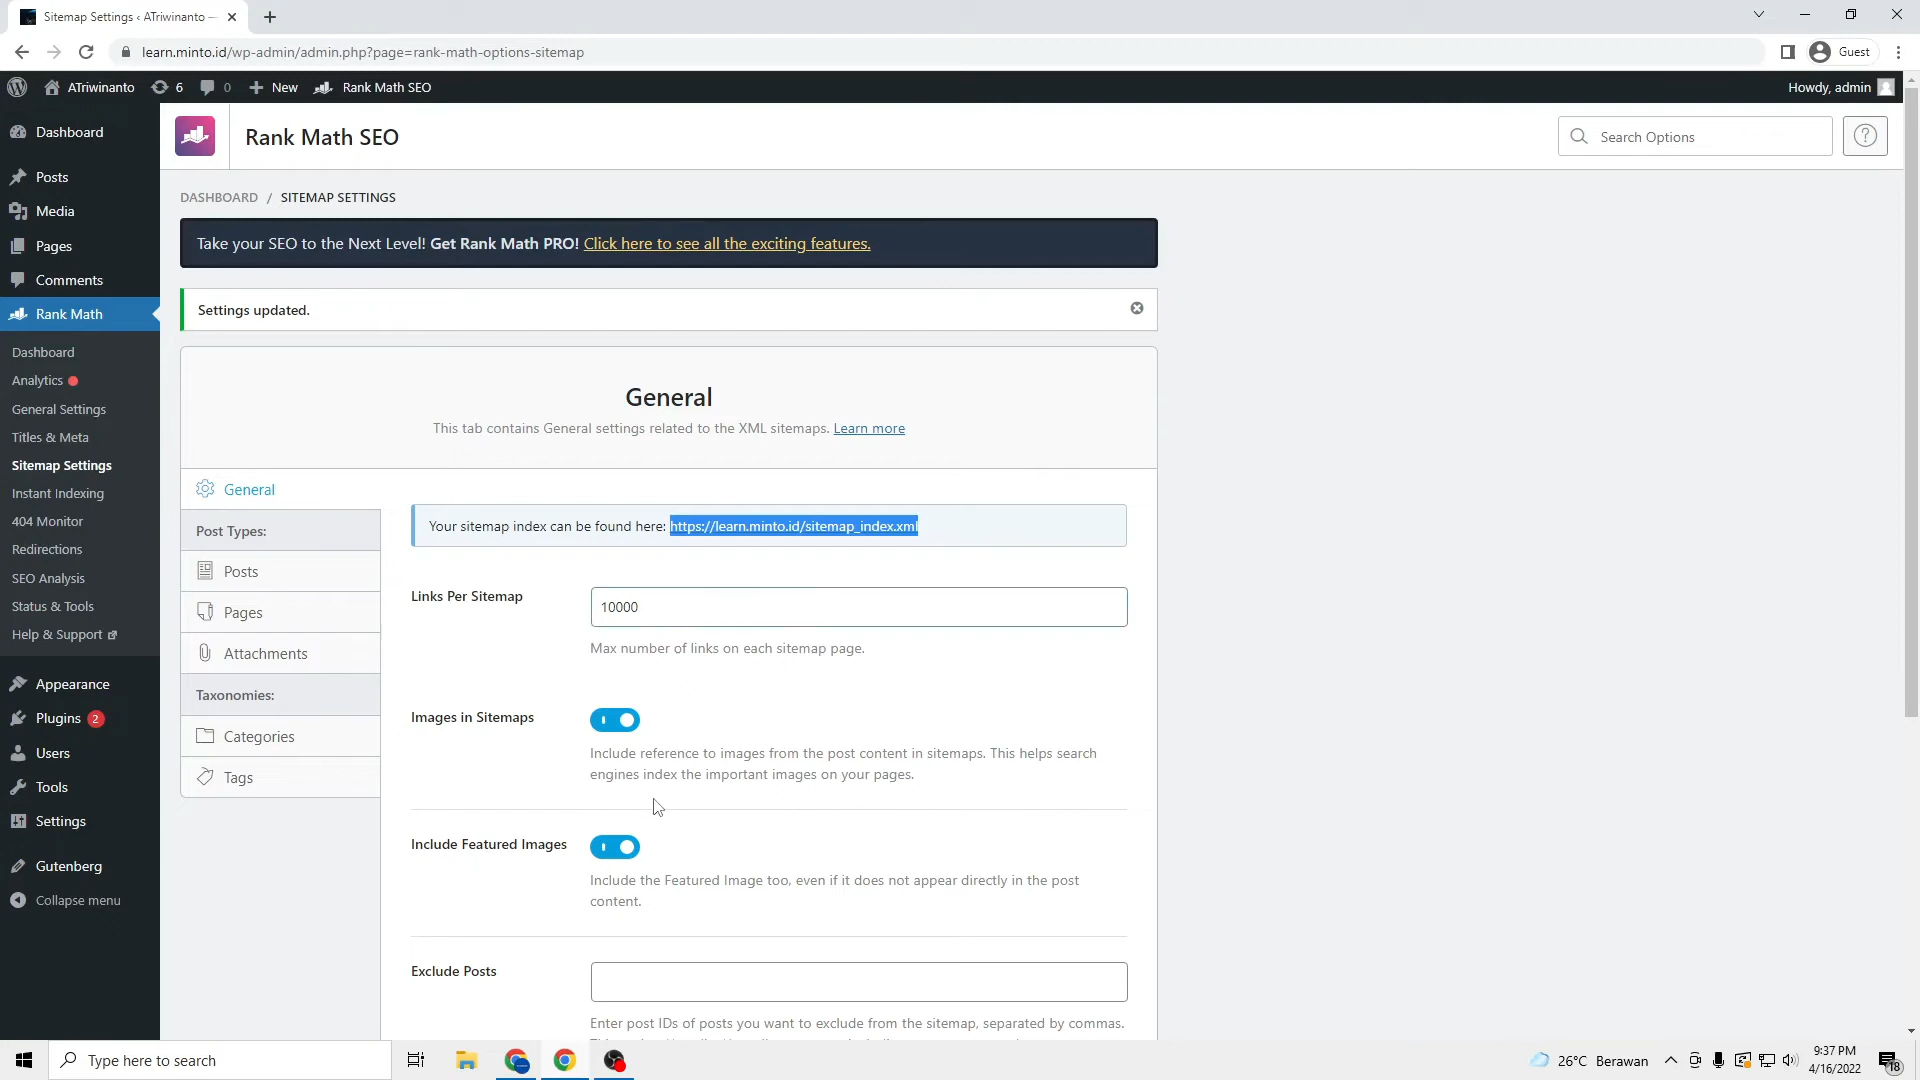 Sitemap Settings ‹ ATriwinanto —
learn.minto.id/wp-admin/admin.php?page=rank-math-options-sitemap
Guest
ATriwinanto
6
0
New
Rank Math SEO
Howdy, admin
Dashboard
Posts
Media
Pages
Comments
Rank Math
Dashboard
Analytics
General Settings
Titles & Meta
Sitemap Settings
Instant Indexing
404 Monitor
Redirections
SEO Analysis
Status & Tools
Help & Support
Appearance
Plugins 2
Users
Tools
Settings
Gutenberg
Collapse menu
Rank Math SEO
Search Options
DASHBOARD / SITEMAP SETTINGS
Take your SEO to the Next Level! Get Rank Math PRO! Click here to see all the exciting features.
Settings updated.
General
This tab contains General settings related to the XML sitemaps. Learn more
General
Post Types:
Posts
Pages
Attachments
Taxonomies:
Categories
Tags
Your sitemap index can be found here: https://learn.minto.id/sitemap_index.xml
Links Per Sitemap
10000
Max number of links on each sitemap page.
Images in Sitemaps
Include reference to images from the post content in sitemaps. This helps search
engines index the important images on your pages.
Include Featured Images
Include the Featured Image too, even if it does not appear directly in the post
content.
Exclude Posts
Enter post IDs of posts you want to exclude from the sitemap, separated by commas.
Type here to search
26°C Berawan
9:37 PM
4/16/2022
18